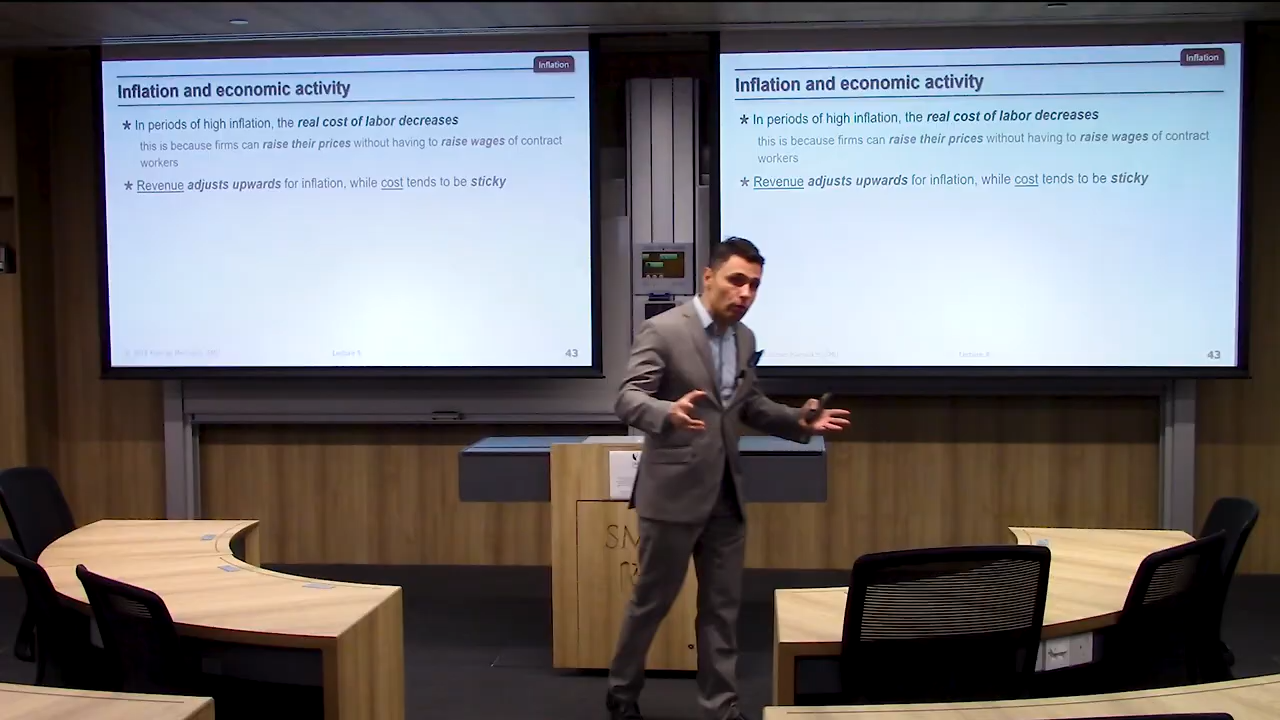 Inflation
Inflation and economic activity
* In periods of high inflation, the real cost of labor decreases
this is because firms can raise their prices without having to raise wages of contract
workers
* Revenue adjusts upwards for inflation, while cost tends to be sticky
43
Inflation
Inflation and economic activity
* In periods of high inflation, the real cost of labor decreases
this is because firms can raise their prices without having to raise wages of contract
workers
* Revenue adjusts upwards for inflation, while cost tends to be sticky
43